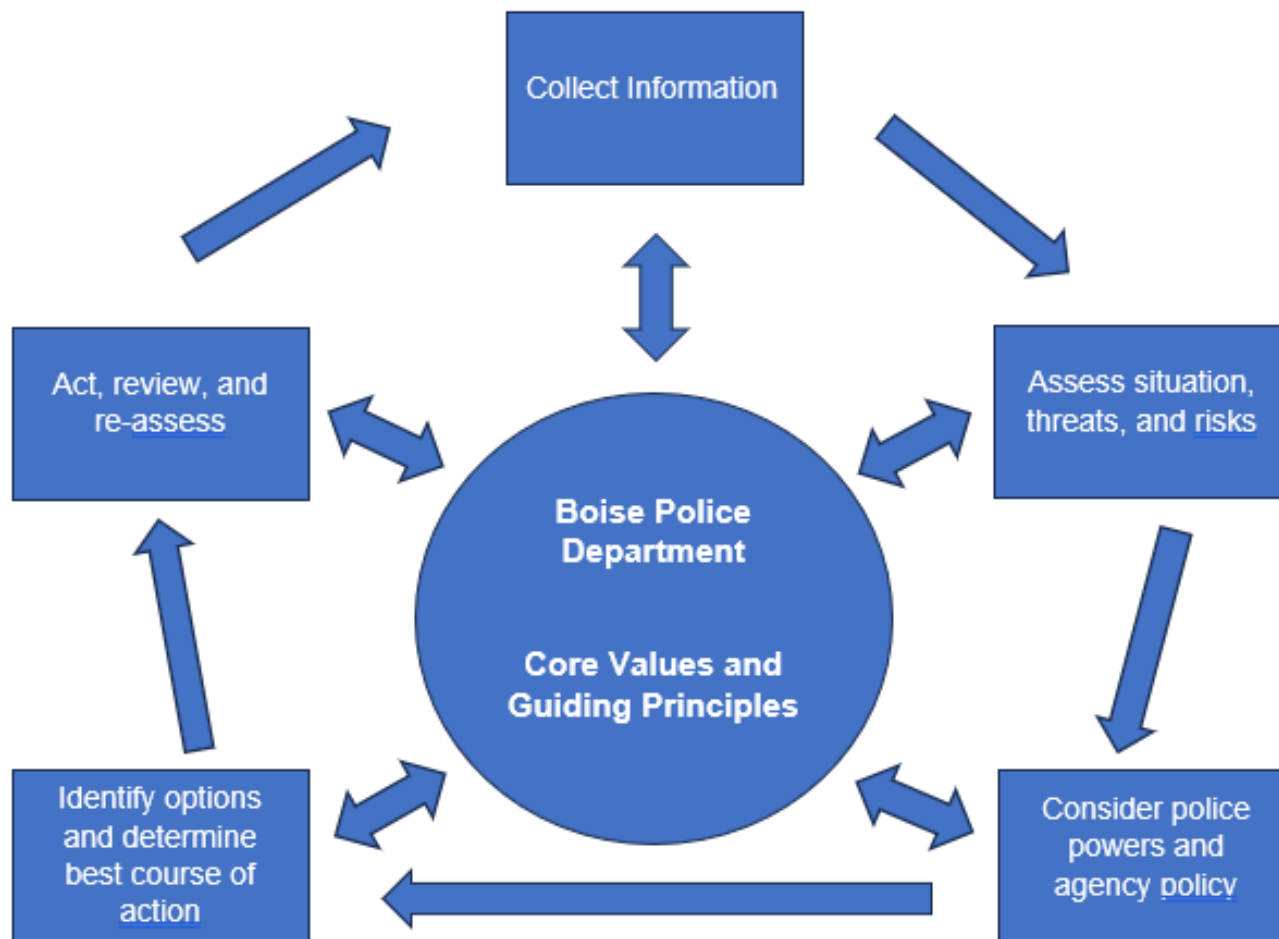 Collect Information
Act, review, and
re-assess
Assess situation,
threats, and risks
Boise Police
Department
Core Values and
Guiding Principles
Identify options
and determine
best course of
action
Consider police
powers and
agency policy